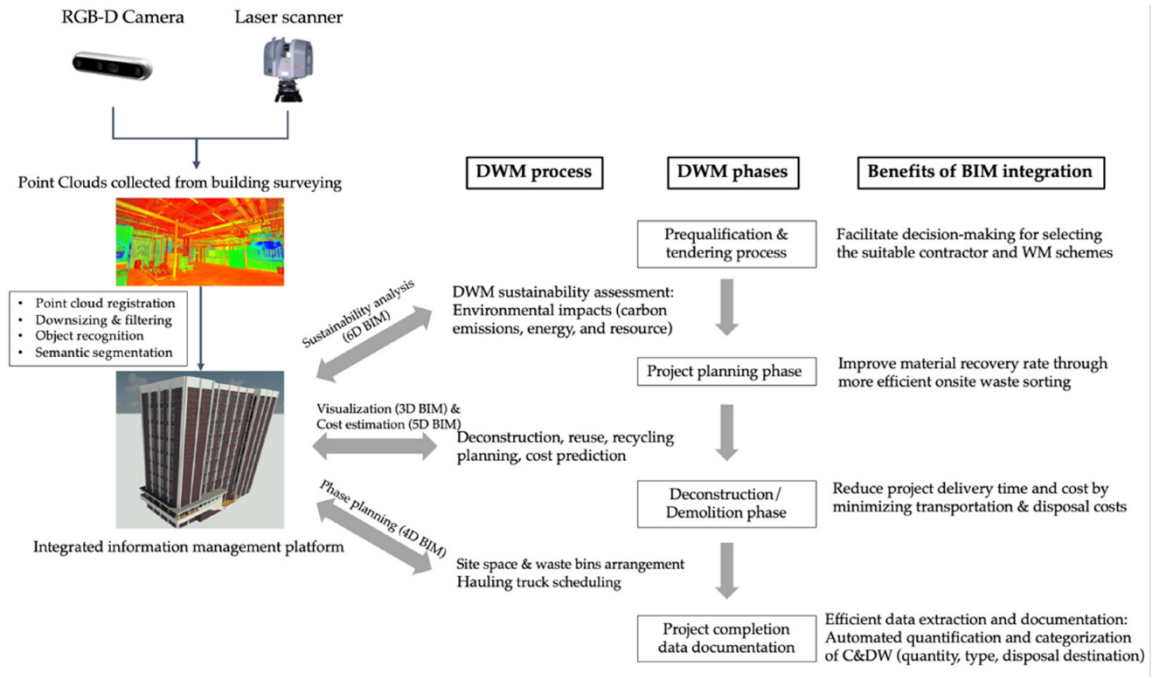 RGB-D Camera
Laser scanner
Point Clouds collected from building surveying
• Point cloud registration
• Downsizing & filtering
• Object recognition
• Semantic segmentation
Integrated information management platform
Sustainability analysis
(6D BIM)
Visualization (3D BIM) &
Cost estimation (5D BIM)
Phase planning (4D BIM)
DWM process
DWM sustainability assessment:
Environmental impacts (carbon
emissions, energy, and resource)
Deconstruction, reuse, recycling
planning, cost prediction
Site space & waste bins arrangement
Hauling truck scheduling
DWM phases
Prequalification &
tendering process
Project planning phase
Deconstruction/
Demolition phase
Project completion
data documentation
Benefits of BIM integration
Facilitate decision-making for selecting
the suitable contractor and WM schemes
Improve material recovery rate through
more efficient onsite waste sorting
Reduce project delivery time and cost by
minimizing transportation & disposal costs
Efficient data extraction and documentation:
Automated quantification and categorization
of C&DW (quantity, type, disposal destination)